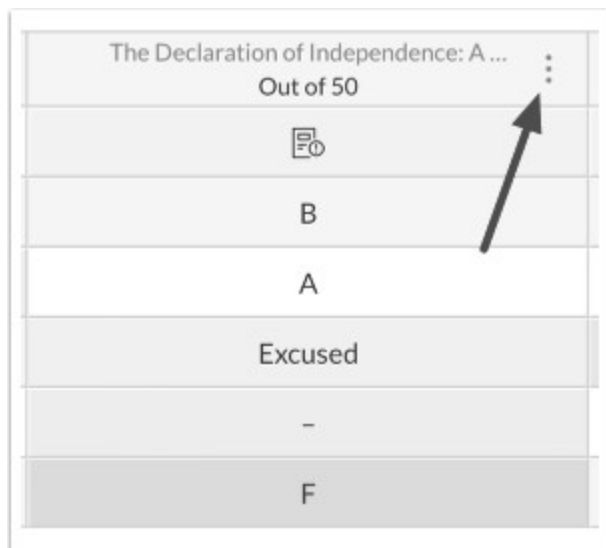 The Declaration of Independence: A ...
Out of 50
B
A
Excused
–
F